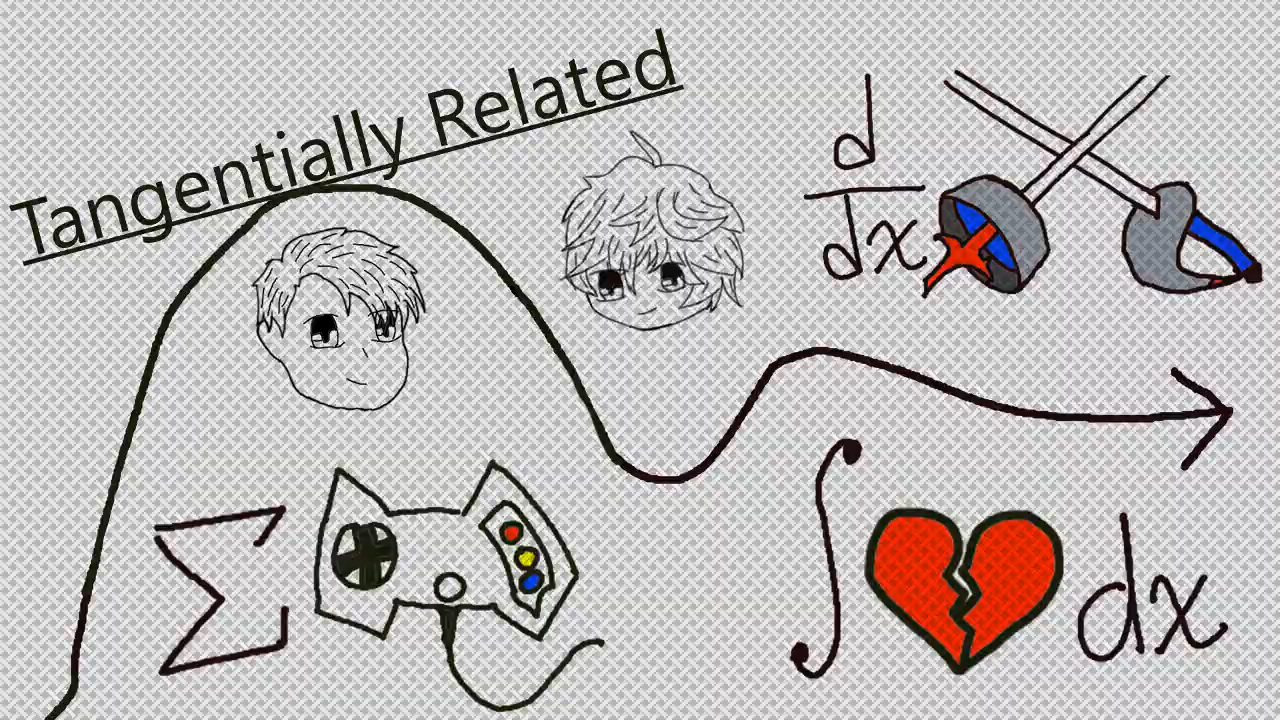 Tangentially Related
d
dx
Σ
∫ dx